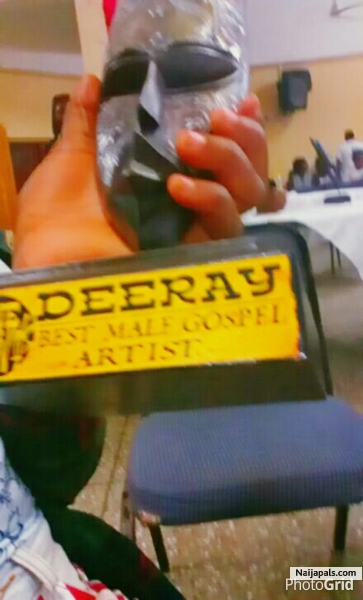 DEERAY
BEST MALE GOSPEL
ARTIST
Naijapals.com
PhotoGrid